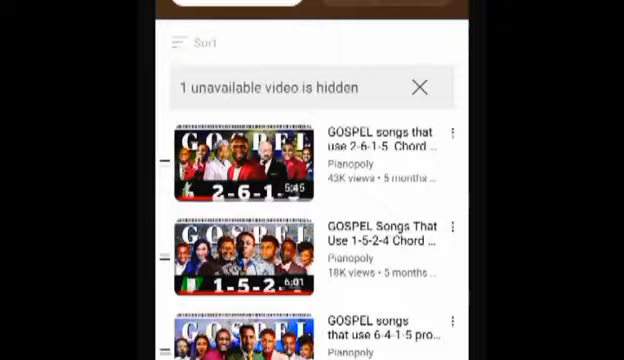 Sort
1 unavailable video is hidden
GOSPEL
2-6-1-5
5:45
GOSPEL songs that
use 2-6-1-5 Chord ...
Pianopoly
43K views • 5 months ...
GOSPEL
1-5-2-
6:01
GOSPEL Songs That
Use 1-5-2-4 Chord ...
Pianopoly
18K views • 5 months ...
GOSPEL
GOSPEL songs
that use 6-4-1-5 pro...
Pianopoly